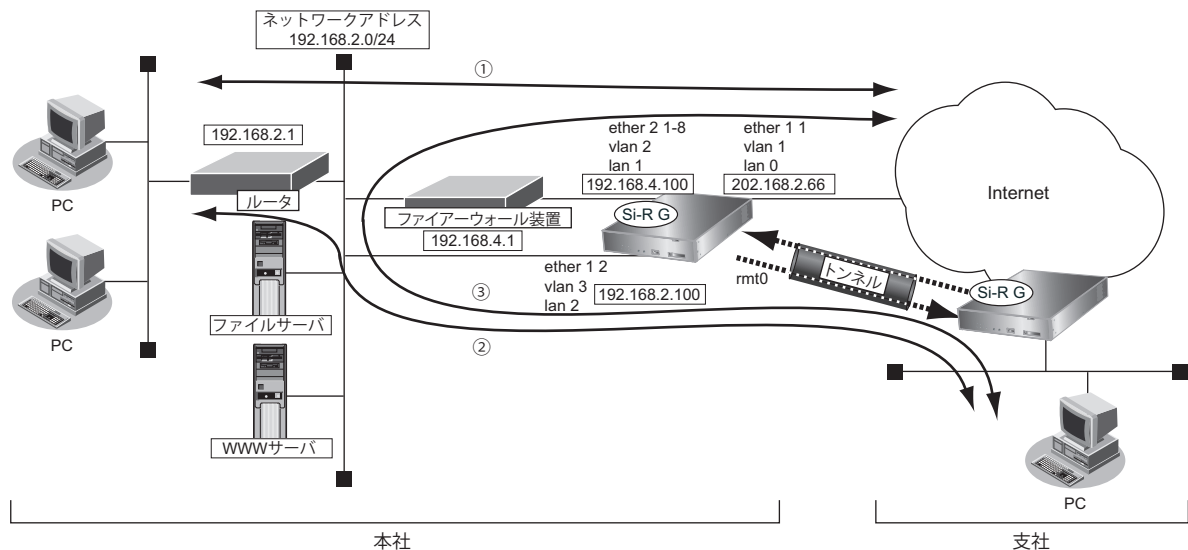 ネットワークアドレス
192.168.2.0/24
①
192.168.2.1
ルータ
PC
PC
ether 2 1-8
vlan 2
lan 1
192.168.4.100
ether 1 1
vlan 1
lan 0
202.168.2.66
Internet
ファイアーウォール装置
192.168.4.1
Si-R G
ether 1 2
vlan 3
lan 2
192.168.2.100
rmt0
トンネル
Si-R G
③
②
ファイルサーバ
WWWサーバ
PC
本社
支社